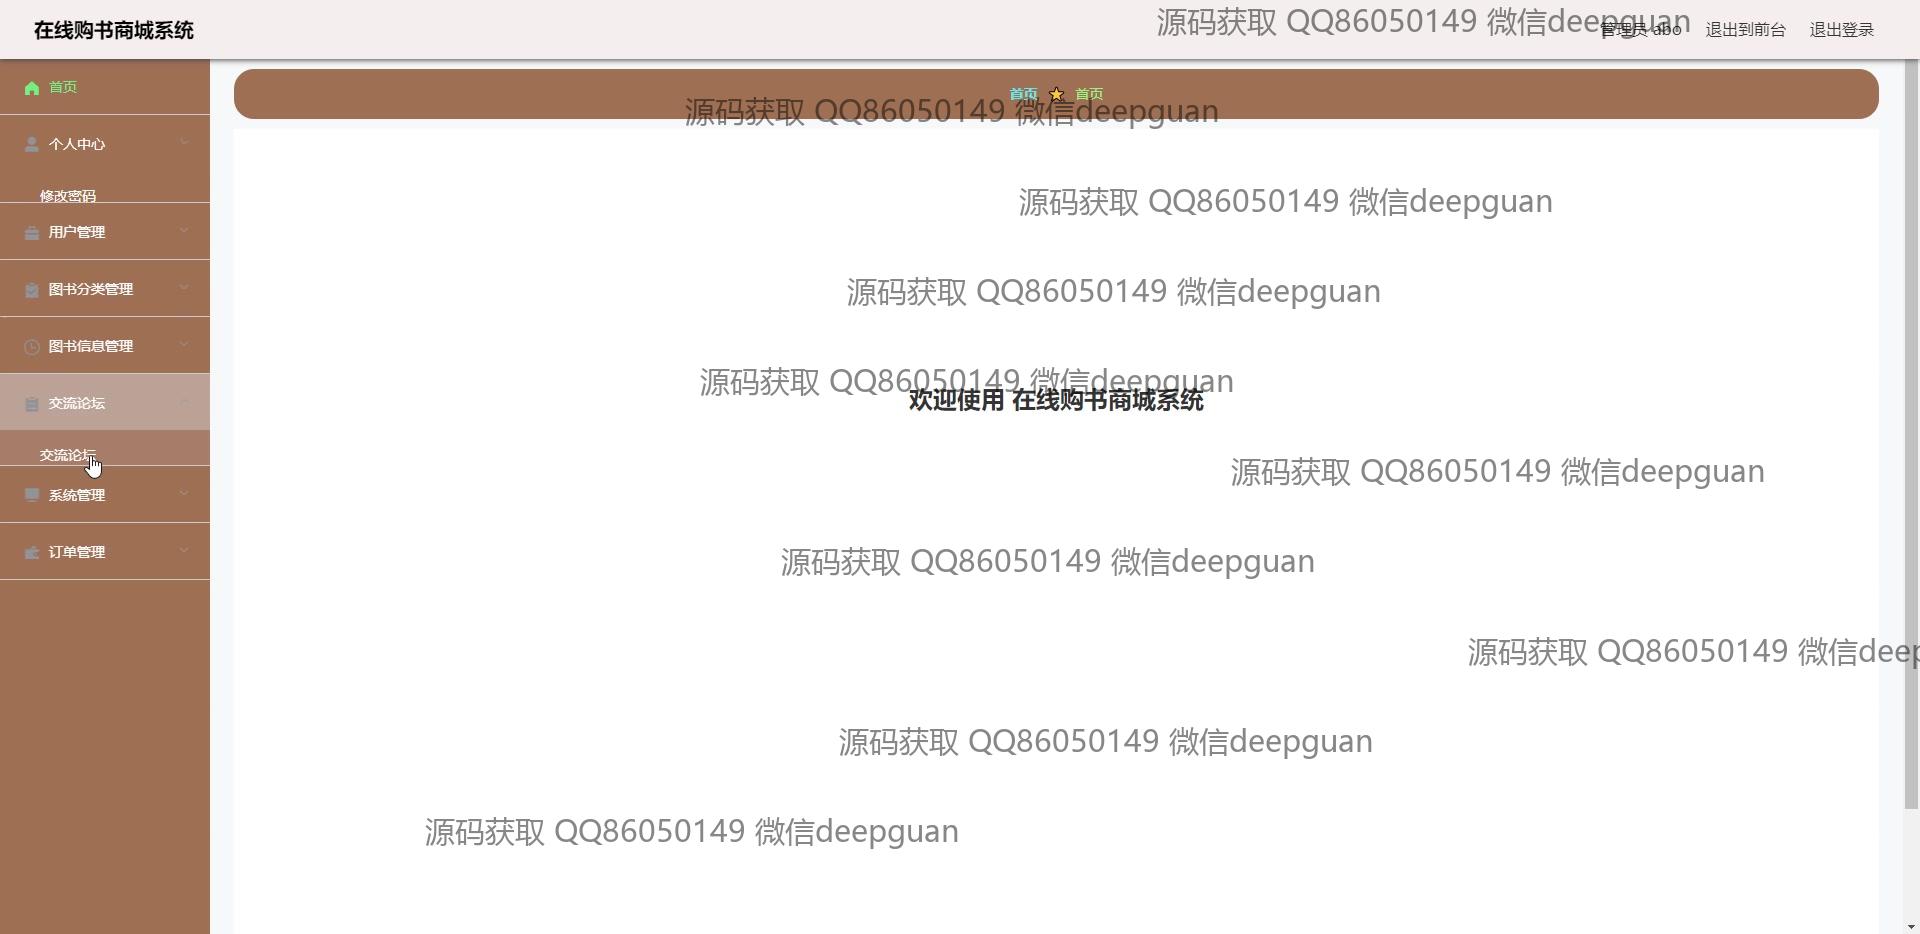 在线购书商城系统
源码获取 QQ86050149 微信deepguan
管理员 abo
退出到前台
退出登录
首页
首页 首页
源码获取 QQ86050149 微信deepguan
个人中心
修改密码
源码获取 QQ86050149 微信deepguan
用户管理
图书分类管理
源码获取 QQ86050149 微信deepguan
图书信息管理
源码获取 QQ86050149 微信deepguan
欢迎使用 在线购书商城系统
交流论坛
交流论坛
源码获取 QQ86050149 微信deepguan
系统管理
订单管理
源码获取 QQ86050149 微信deepguan
源码获取 QQ86050149 微信deep
源码获取 QQ86050149 微信deepguan
源码获取 QQ86050149 微信deepguan